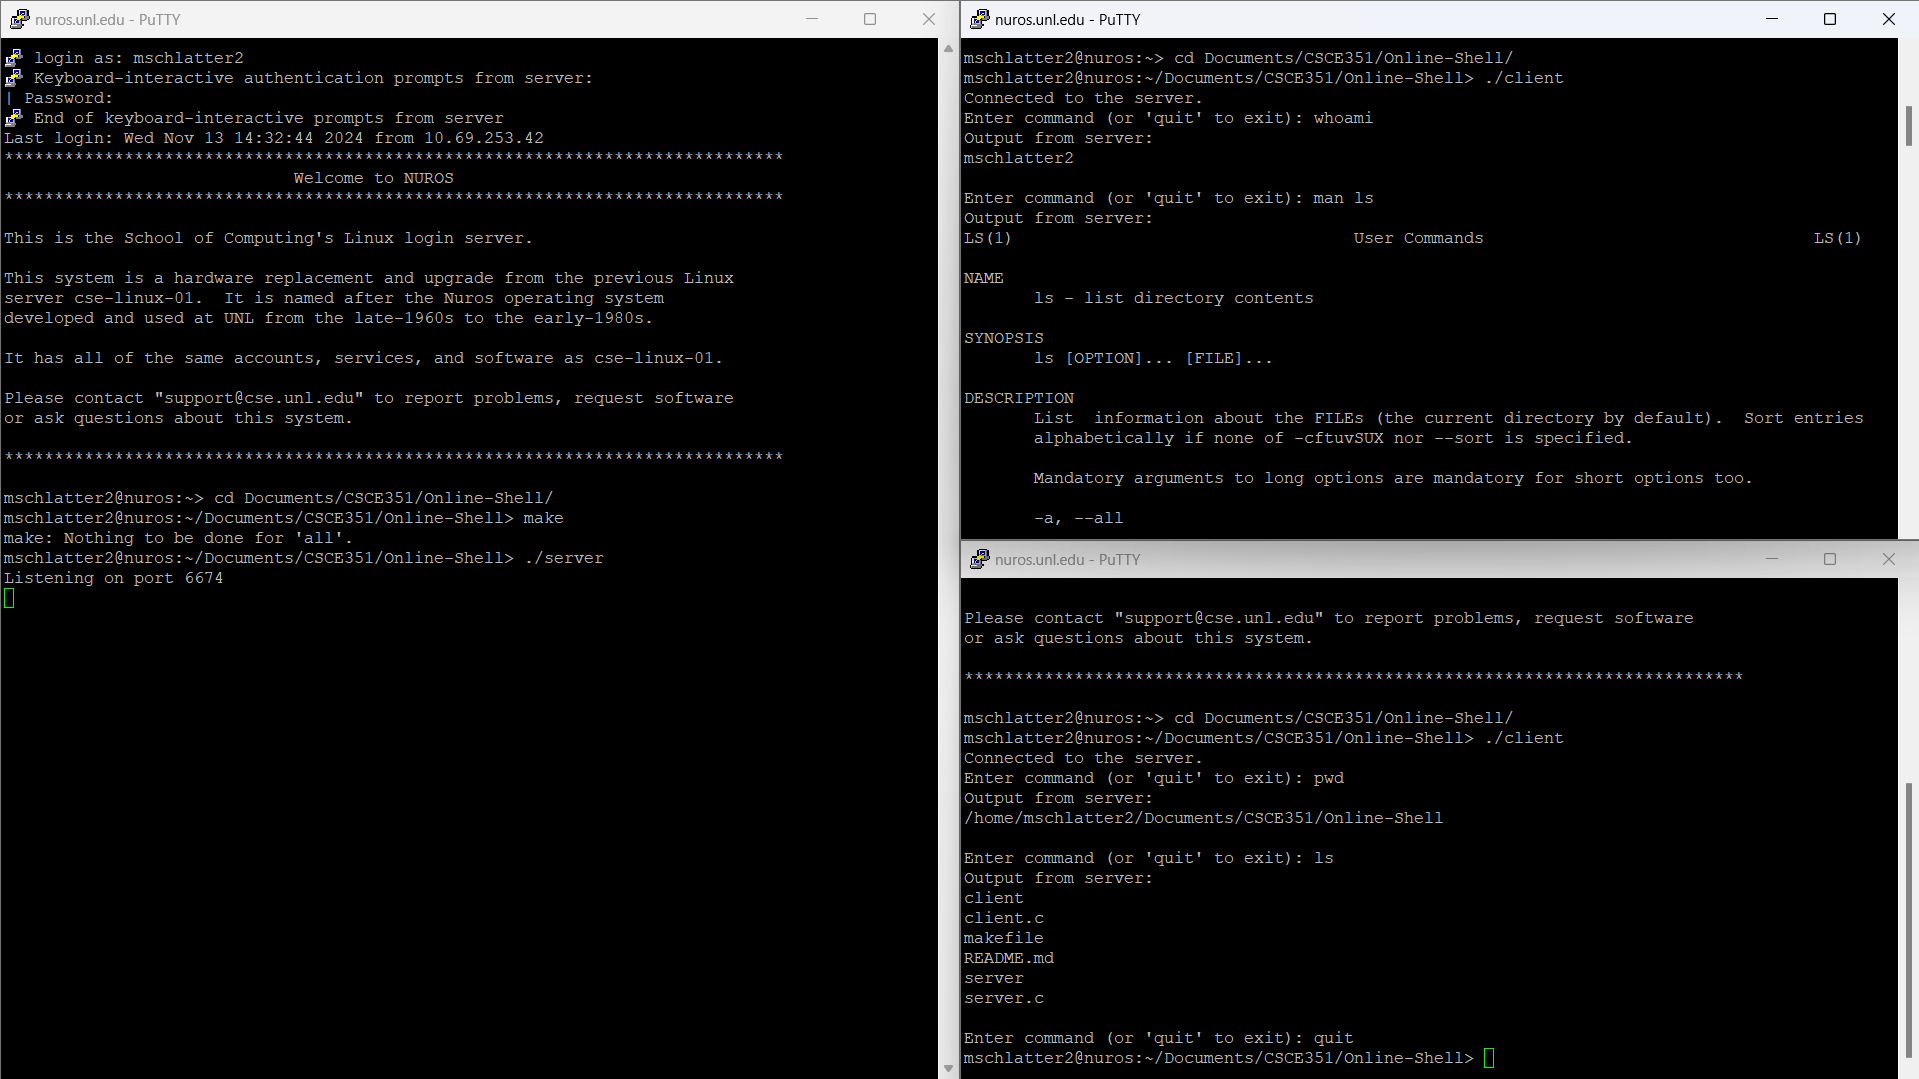 nuros.unl.edu - PuTTY
login as: mschlatter2
Keyboard-interactive authentication prompts from server:
| Password:
End of keyboard-interactive prompts from server
Last login: Wed Nov 13 14:32:44 2024 from 10.69.253.42
******************************************************************************
Welcome to NUROS
******************************************************************************
This is the School of Computing's Linux login server.
This system is a hardware replacement and upgrade from the previous Linux
server cse-linux-01.  It is named after the Nuros operating system
developed and used at UNL from the late-1960s to the early-1980s.
It has all of the same accounts, services, and software as cse-linux-01.
Please contact "support@cse.unl.edu" to report problems, request software
or ask questions about this system.
******************************************************************************
mschlatter2@nuros:~> cd Documents/CSCE351/Online-Shell/
mschlatter2@nuros:~/Documents/CSCE351/Online-Shell> make
make: Nothing to be done for 'all'.
mschlatter2@nuros:~/Documents/CSCE351/Online-Shell> ./server
Listening on port 6674
nuros.unl.edu - PuTTY
mschlatter2@nuros:~> cd Documents/CSCE351/Online-Shell/
mschlatter2@nuros:~/Documents/CSCE351/Online-Shell> ./client
Connected to the server.
Enter command (or 'quit' to exit): whoami
Output from server:
mschlatter2
Enter command (or 'quit' to exit): man ls
Output from server:
LS(1) User Commands LS(1)
NAME
ls - list directory contents
SYNOPSIS
ls [OPTION]... [FILE]...
DESCRIPTION
List  information about the FILEs (the current directory by default).  Sort entries
alphabetically if none of -cftuvSUX nor --sort is specified.
Mandatory arguments to long options are mandatory for short options too.
-a, --all
nuros.unl.edu - PuTTY
Please contact "support@cse.unl.edu" to report problems, request software
or ask questions about this system.
******************************************************************************
mschlatter2@nuros:~> cd Documents/CSCE351/Online-Shell/
mschlatter2@nuros:~/Documents/CSCE351/Online-Shell> ./client
Connected to the server.
Enter command (or 'quit' to exit): pwd
Output from server:
/home/mschlatter2/Documents/CSCE351/Online-Shell
Enter command (or 'quit' to exit): ls
Output from server:
client
client.c
makefile
README.md
server
server.c
Enter command (or 'quit' to exit): quit
mschlatter2@nuros:~/Documents/CSCE351/Online-Shell>